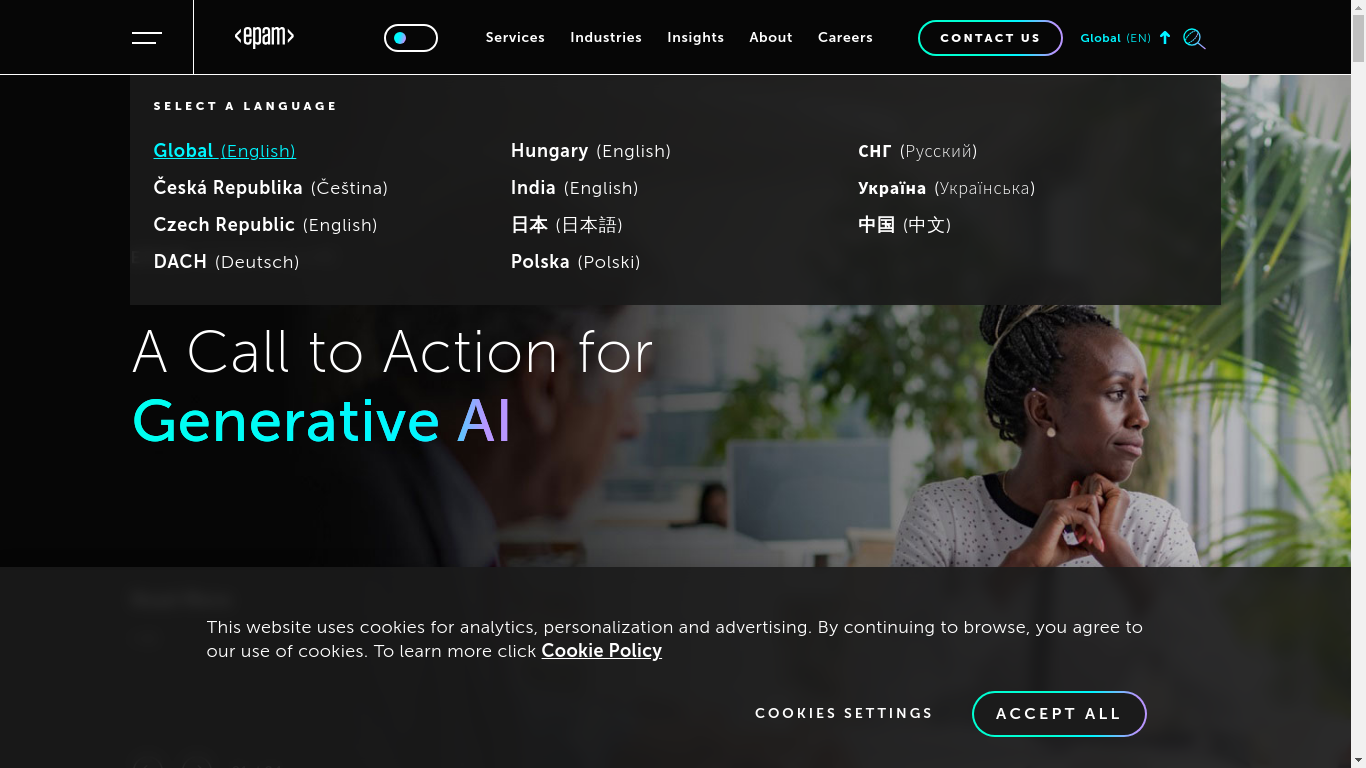 <epam>
Services
Industries
Insights
About
Careers
CONTACT US
Global (EN)
SELECT A LANGUAGE
Global (English)
Česká Republika (Čeština)
Czech Republic (English)
DACH (Deutsch)
Hungary (English)
India (English)
日本 (日本語)
Polska (Polski)
СНГ (Русский)
Україна (Українська)
中国 (中文)
A Call to Action for
Generative AI
This website uses cookies for analytics, personalization and advertising. By continuing to browse, you agree to
our use of cookies. To learn more click Cookie Policy
COOKIES SETTINGS
ACCEPT ALL